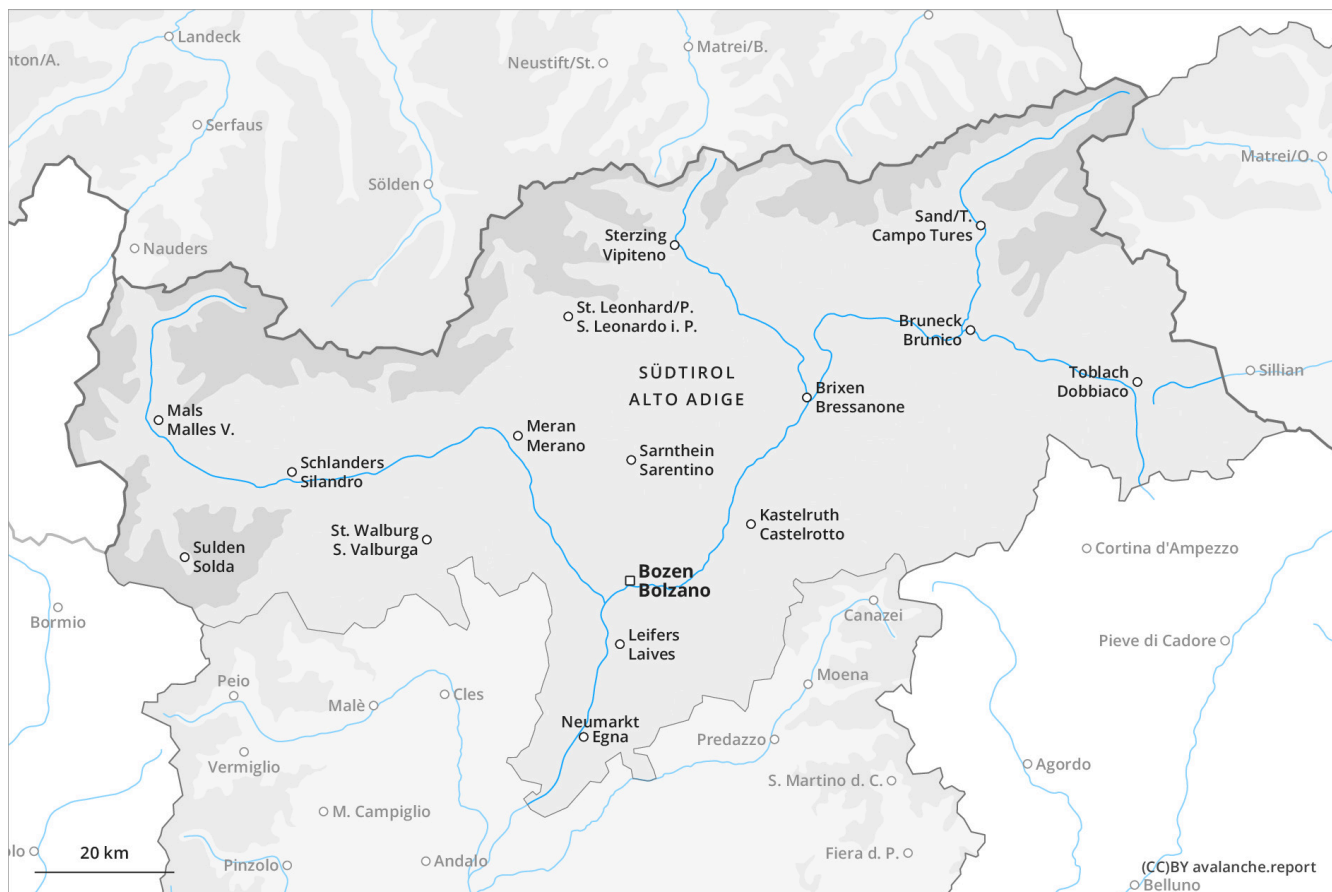 Landeck
nton/A.
Neustift/St.
Matrei/B.
Serfaus
Matrei/O.
Sölden
Sand/T.
Campo Tures
Sterzing
Vipiteno
Nauders
St. Leonhard/P.
S. Leonardo i. P.
Bruneck
Brunico
SÜDTIROL
ALTO ADIGE
Toblach
Dobbiaco
Sillian
Brixen
Bressanone
Mals
Malles V.
Meran
Merano
Sarnthein
Sarentino
Schlanders
Silandro
Kastelruth
Castelrotto
St. Walburg
S. Valburga
Sulden
Solda
Cortina d'Ampezzo
Bozen
Bolzano
Bormio
Canazei
Leifers
Laives
Pieve di Cadore
Peio
Moena
Malè
Cles
Neumarkt
Egna
Predazzo
Vermiglio
Agordo
S. Martino d. C.
M. Campiglio
olo
20 km
Pinzolo
Andalo
Fiera d. P.
(CC)BY avalanche.report
Belluno